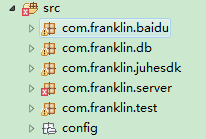 src
com.franklin.baidu
com.franklin.db
com.franklin.juhesdk
com.franklin.server
com.franklin.test
config